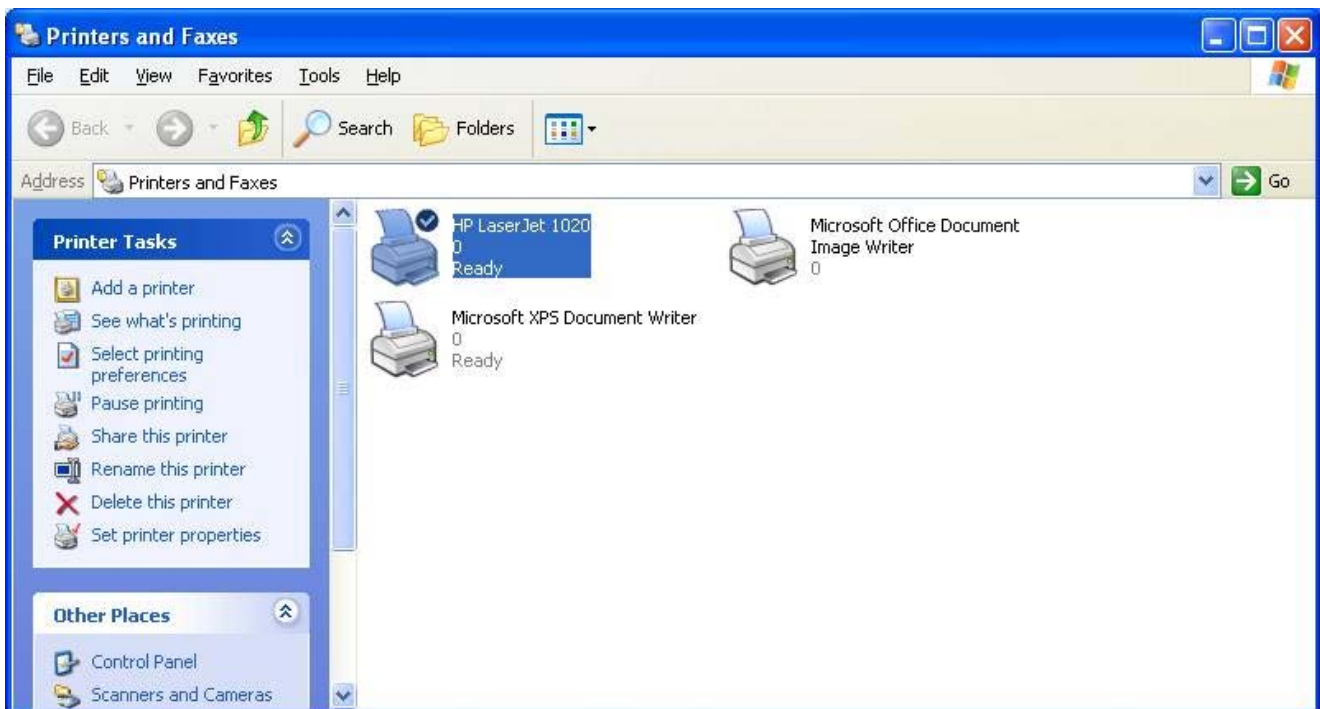 Printers and Faxes
File Edit View Favorites Tools Help
Back Search Folders
Address Printers and Faxes Go
Printer Tasks
Add a printer
See what's printing
Select printing
preferences
Pause printing
Share this printer
Rename this printer
Delete this printer
Set printer properties
Other Places
Control Panel
Scanners and Cameras
HP LaserJet 1020
0
Ready
Microsoft Office Document
Image Writer
0
Microsoft XPS Document Writer
0
Ready